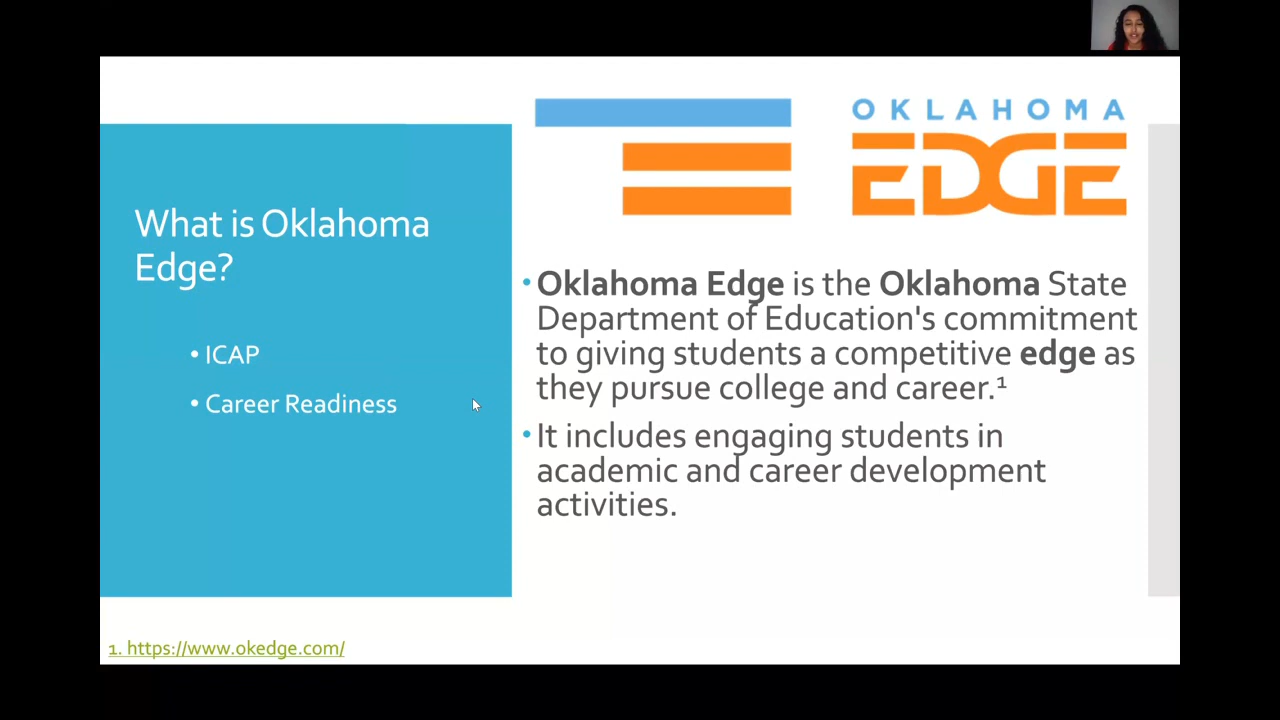 OKLAHOMA
EDGE
What is Oklahoma
Edge?
• ICAP
• Career Readiness
• Oklahoma Edge is the Oklahoma State
Department of Education's commitment
to giving students a competitive edge as
they pursue college and career.¹
• It includes engaging students in
academic and career development
activities.
1. https://www.okedge.com/